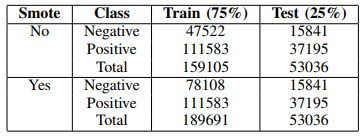 Smote Class Train (75%) Test (25%)
No Negative 47522 15841
Positive 111583 37195
Total 159105 53036
Yes Negative 78108 15841
Positive 111583 37195
Total 189691 53036